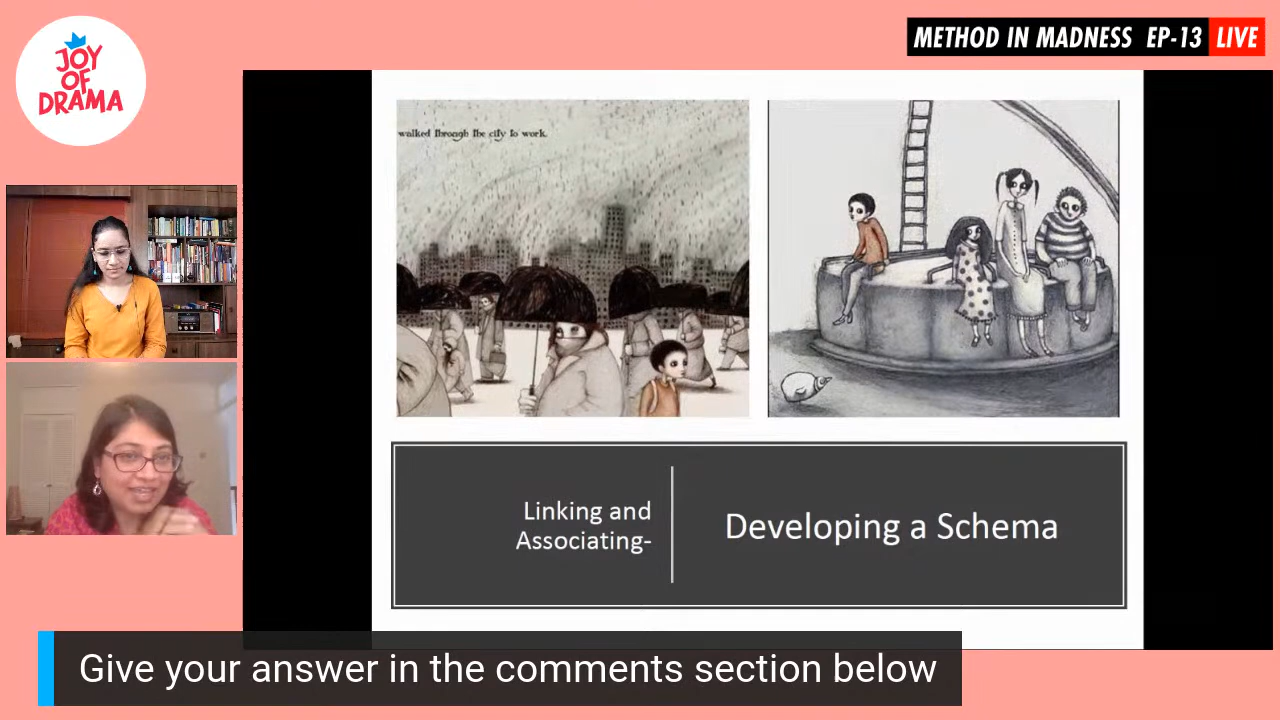 JOY
OF
DRAMA
METHOD IN MADNESS EP-13 LIVE
walked through the city to work.
Linking and
Associating-
Developing a Schema
Give your answer in the comments section below